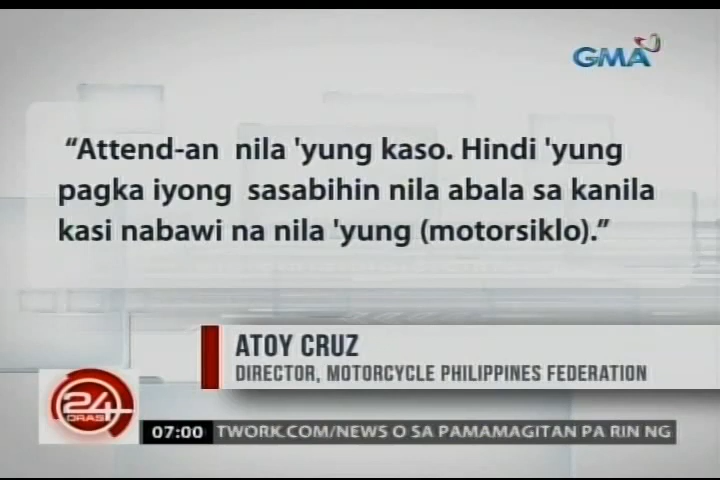 GMA
“Attend-an nila 'yung kaso. Hindi 'yung
pagka iyong sasabihin nila abala sa kanila
kasi nabawi na nila 'yung (motorsiklo).”
ATOY CRUZ
DIRECTOR, MOTORCYCLE PHILIPPINES FEDERATION
24
ORAS
07:00 TWORK.COM/NEWS O SA PAMAMAGITAN PA RIN NG